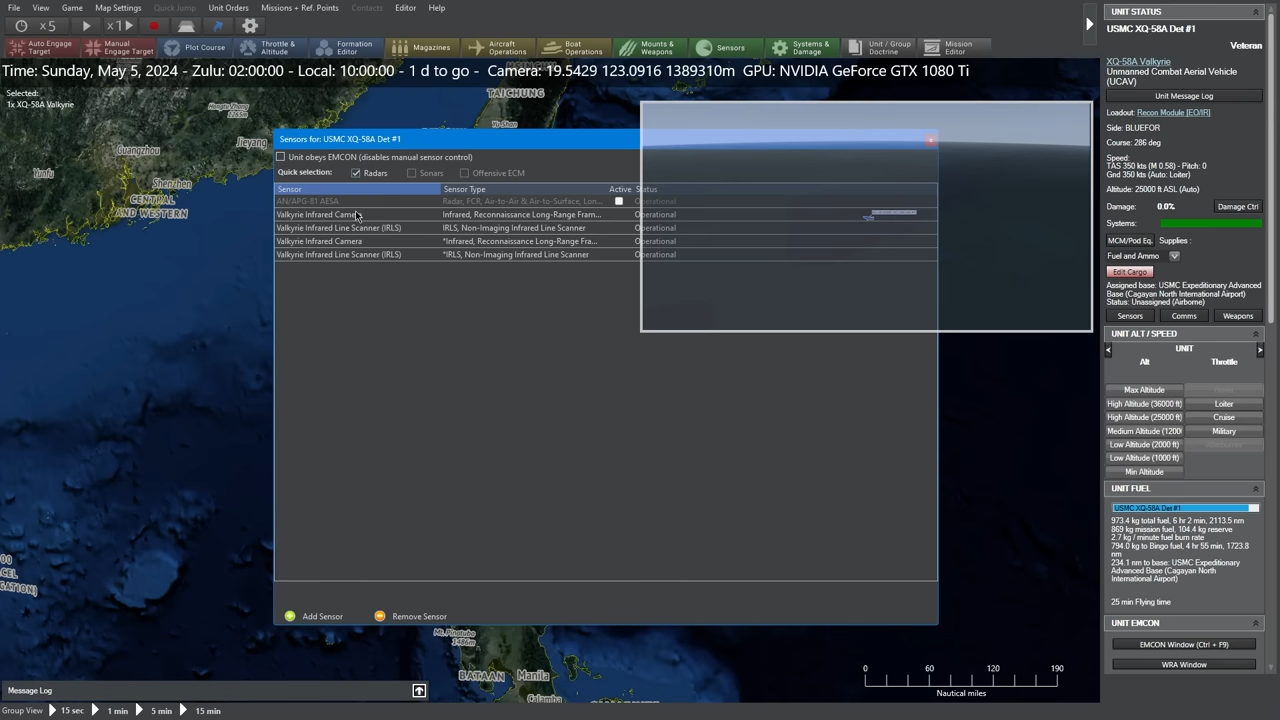 File View Game Map Settings Quick Jump Unit Orders Missions + Ref. Points Contacts Editor Help
x5 x1
Auto Engage Target Manual Engage Target Plot Course Throttle & Altitude Formation Editor Magazines Aircraft Operations Boat Operations Mounts & Weapons Sensors Systems & Damage Unit / Group Doctrine Mission Editor
Time: Sunday, May 5, 2024 - Zulu: 02:00:00 - Local: 10:00:00 - 1 d to go - Camera: 19.5429 123.0916 1389310m GPU: NVIDIA GeForce GTX 1080 Ti
Selected:
1x XQ-58A Valkyrie
TAICHUNG
Yu Shan
Jieyang
Guangzhou
Yunfu
Shenzhen
CENTRAL AND
WESTERN
Sensors for: USMC XQ-58A Det #1
Unit obeys EMCON (disables manual sensor control)
Quick selection: Radars Sonars Offensive ECM
Sensor Sensor Type Active Status
AN/APG-81 AESA Radar, FCR, Air-to-Air & Air-to-Surface, Lon... Operational
Valkyrie Infrared Camera Infrared, Reconnaissance Long-Range Fram... Operational
Valkyrie Infrared Line Scanner (IRLS) IRLS, Non-Imaging Infrared Line Scanner Operational
Valkyrie Infrared Camera *Infrared, Reconnaissance Long-Range Fra... Operational
Valkyrie Infrared Line Scanner (IRLS) *IRLS, Non-Imaging Infrared Line Scanner Operational
Add Sensor Remove Sensor
BATAAN Manila
Calamba
0 60 120 190
Nautical miles
Message Log
Group View 15 sec 1 min 5 min 15 min
UNIT STATUS
USMC XQ-58A Det #1
Veteran
XQ-58A Valkyrie
Unmanned Combat Aerial Vehicle
(UCAV)
Unit Message Log
Loadout: Recon Module [EO/IR]
Side: BLUEFOR
Course: 286 deg
Speed:
TAS 350 kts (M 0.58) - Pitch: 0
Gnd 350 kts (Auto) (Level)
Altitude: 25000 ft ASL (Auto)
Damage: 0.0% Damage Ctrl
Systems:
MCM/Pod Eq. Supplies :
Fuel and Ammo
Edit Cargo
Assigned base: USMC Expeditionary Advanced
Base (Cagayan North International Airport)
Status: Unassigned (Airborne)
Sensors Comms Weapons
UNIT ALT / SPEED
< UNIT >
Alt Throttle
Max Altitude
High Altitude (36000 ft) Loiter
High Altitude (25000 ft) Cruise
Medium Altitude (1200 Military
Low Altitude (2000 ft)
Low Altitude (1000 ft)
Min Altitude
UNIT FUEL
USMC XQ-58A Det #1
973.4 kg total fuel, 6 hr 2 min, 2113.5 nm
869 kg mission fuel, 104.4 kg reserve
2.7 kg / minute fuel burn rate
794.0 kg to Bingo fuel, 4 hr 55 min, 1723.8
nm
234.1 nm to base: USMC Expeditionary
Advanced Base (Cagayan North
International Airport)
25 min Flying time
UNIT EMCON
EMCON Window (Ctrl + F9)
WRA Window